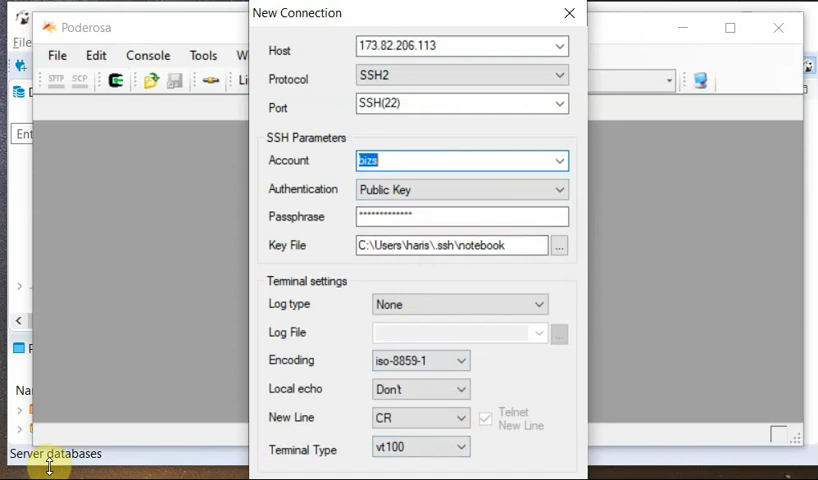 New Connection
Poderosa
Host
173.82.206.113
File
Edit
Console
Tools
W
Protocol
SSH2
SFTP
SCP
Li
Port
SSH(22)
Ent
SSH Parameters
Account
bizs
Authentication
Public Key
Passphrase
*************
Key File
C:\Users\haris\.ssh\notebook
...
Terminal settings
Log type
None
Log File
...
Encoding
iso-8859-1
Local echo
Don't
New Line
CR
Telnet
New Line
Terminal Type
vt100
Server databases